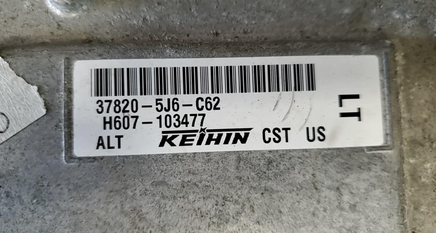 37820-5J6-C62
H607-103477
ALT KEIHIN CST US
LT